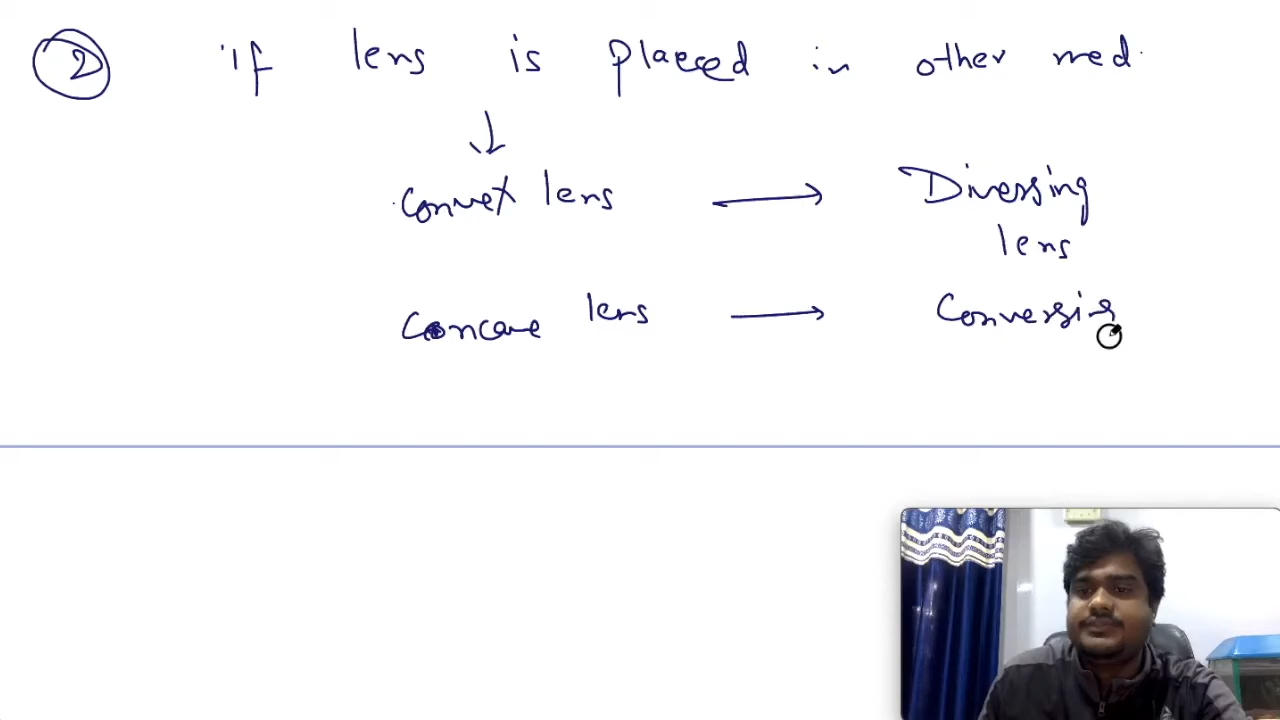 ② if lens is placed in other med.
convex lens ⟶ Diverging
lens
Concave lens ⟶ Converging